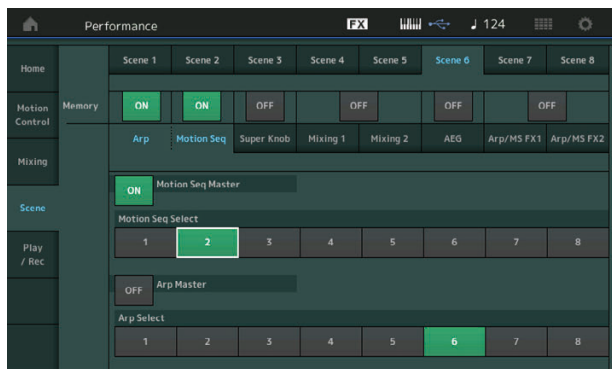 Performance FX ♩ 124
Scene 1 Scene 2 Scene 3 Scene 4 Scene 5 Scene 6 Scene 7 Scene 8
Home
Memory ON ON OFF OFF OFF OFF
Motion
Control
Arp Motion Seq Super Knob Mixing 1 Mixing 2 AEG Arp/MS FX1 Arp/MS FX2
Mixing
ON Motion Seq Master
Scene
Motion Seq Select
1 2 3 4 5 6 7 8
Play
/ Rec
OFF Arp Master
Arp Select
1 2 3 4 5 6 7 8